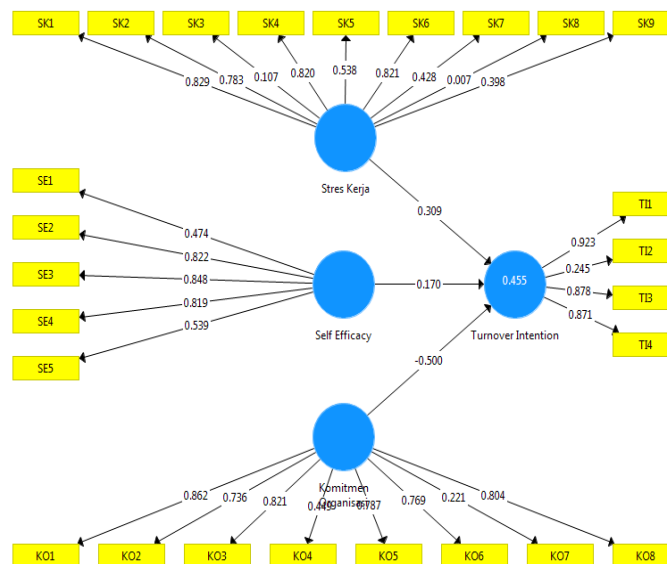 SK1 SK2 SK3 SK4 SK5 SK6 SK7 SK8 SK9
0.829 0.783 0.107 0.820 0.538 0.821 0.428 0.007 0.398
Stres Kerja
SE1
SE2
SE3
SE4
SE5
0.474
0.822
0.848
0.819
0.539
Self Efficacy
0.309
0.170
-0.500
0.455
Turnover Intention
TI1
TI2
TI3
TI4
0.923
0.245
0.878
0.871
Komitmen
Organisasi
0.862 0.736 0.821 0.449 0.787 0.769 0.221 0.804
KO1 KO2 KO3 KO4 KO5 KO6 KO7 KO8